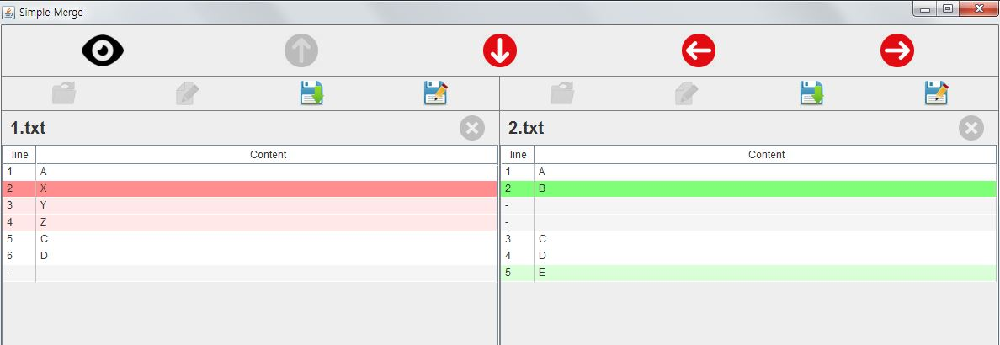 Simple Merge
1.txt
line Content
1 A
2 X
3 Y
4 Z
5 C
6 D
-
2.txt
line Content
1 A
2 B
-
-
3 C
4 D
5 E